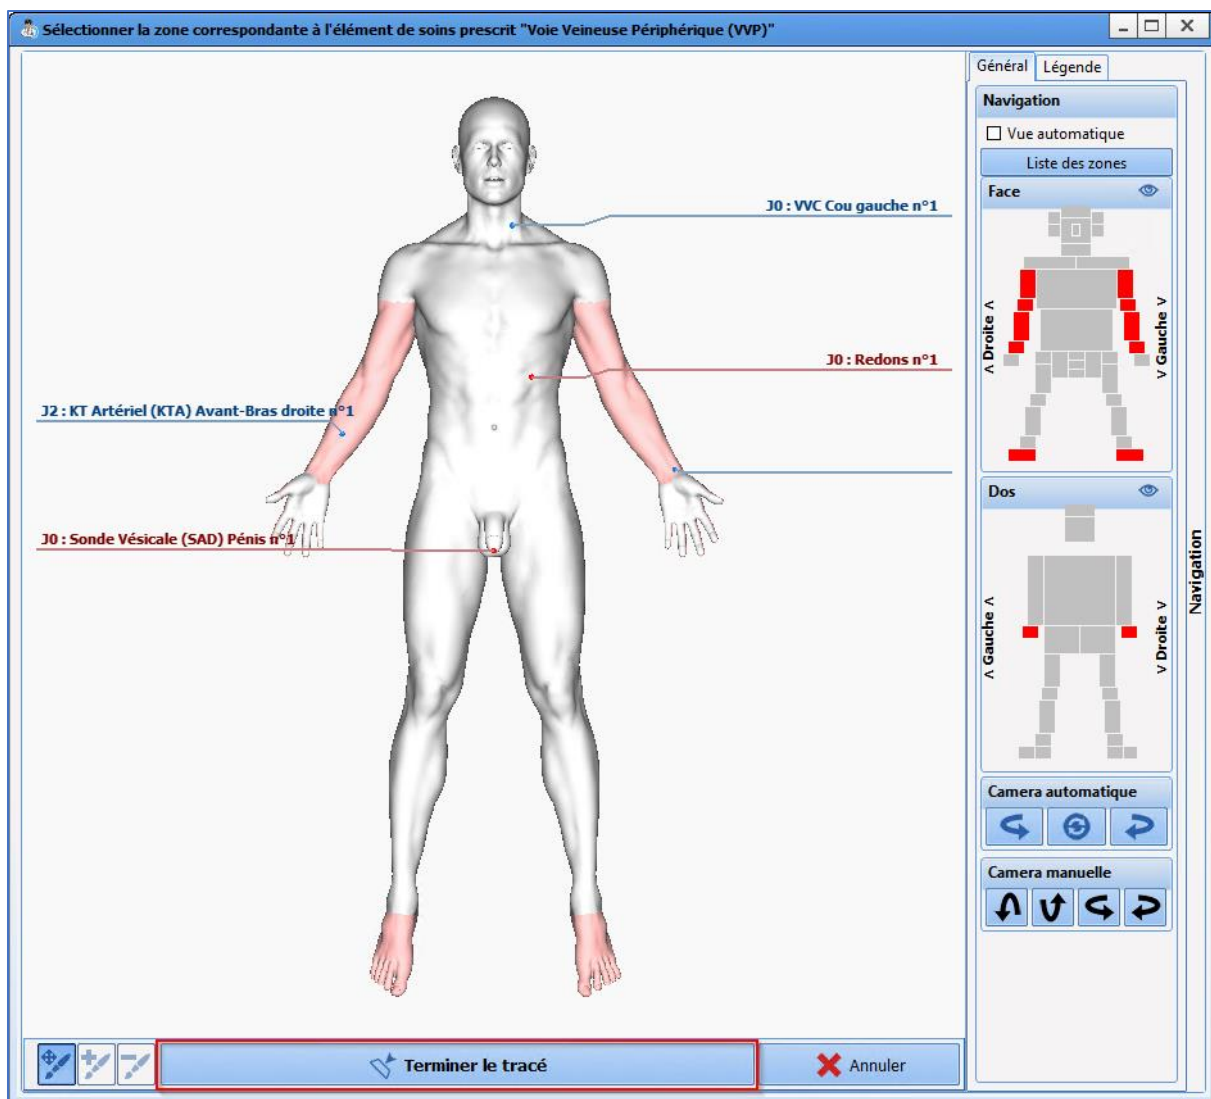 Sélectionner la zone correspondante à l'élément de soins prescrit "Voie Veineuse Périphérique (VVP)"
Général
Légende
Navigation
Vue automatique
Liste des zones
Face
J0 : VVC Cou gauche n°1
< Droite <
> Gauche >
J0 : Redons n°1
J2 : KT Artériel (KTA) Avant-Bras droite n°1
Dos
J0 : Sonde Vésicale (SAD) Pénis n°1
Navigation
< Gauche <
> Droite >
Camera automatique
Camera manuelle
Terminer le tracé
Annuler